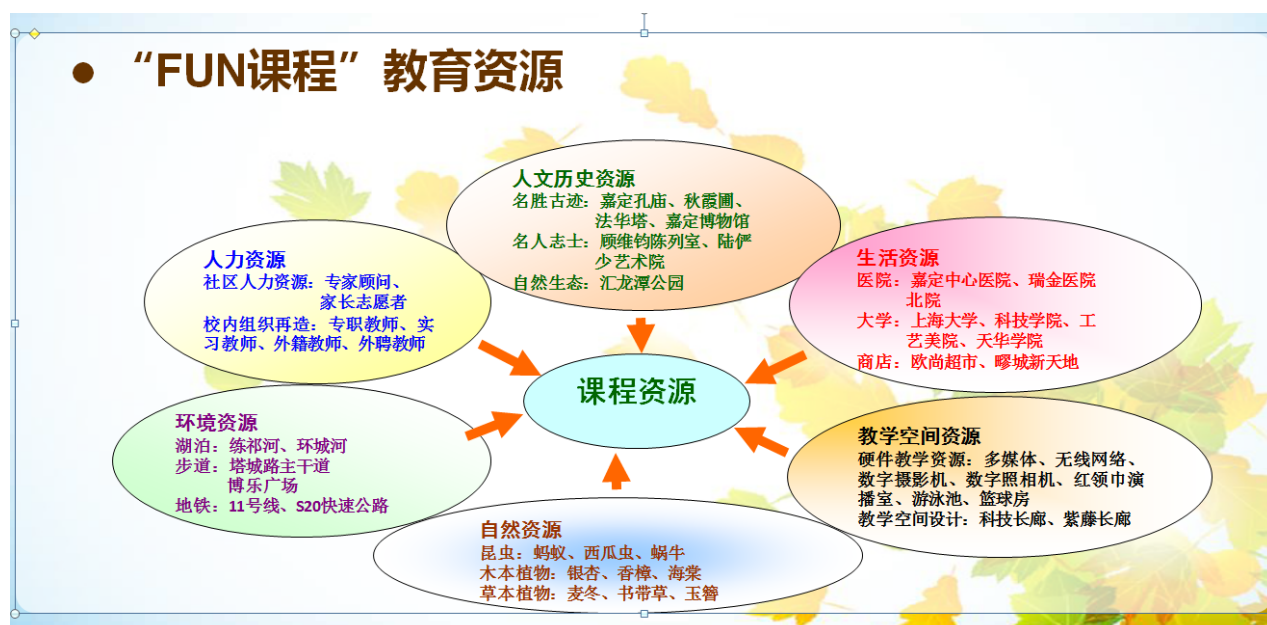 “FUN课程”教育资源
人文历史资源
名胜古迹：嘉定孔庙、秋霞圃、
法华塔、嘉定博物馆
名人志士：顾维钧陈列室、陆俨
少艺术院
自然生态：汇龙潭公园
人力资源
社区人力资源：专家顾问、
家长志愿者
校内组织再造：专职教师、实
习教师、外籍教师、外聘教师
生活资源
医院：嘉定中心医院、瑞金医院
北院
大学：上海大学、科技学院、工
艺美院、天华学院
商店：欧尚超市、疁城新天地
课程资源
环境资源
湖泊：练祁河、环城河
步道：塔城路主干道
博乐广场
地铁：11号线、S20快速公路
教学空间资源
硬件教学资源：多媒体、无线网络、
数字摄影机、数字照相机、红领巾演
播室、游泳池、篮球房
教学空间设计：科技长廊、紫藤长廊
自然资源
昆虫：蚂蚁、西瓜虫、蜗牛
木本植物：银杏、香樟、海棠
草本植物：麦冬、书带草、玉簪